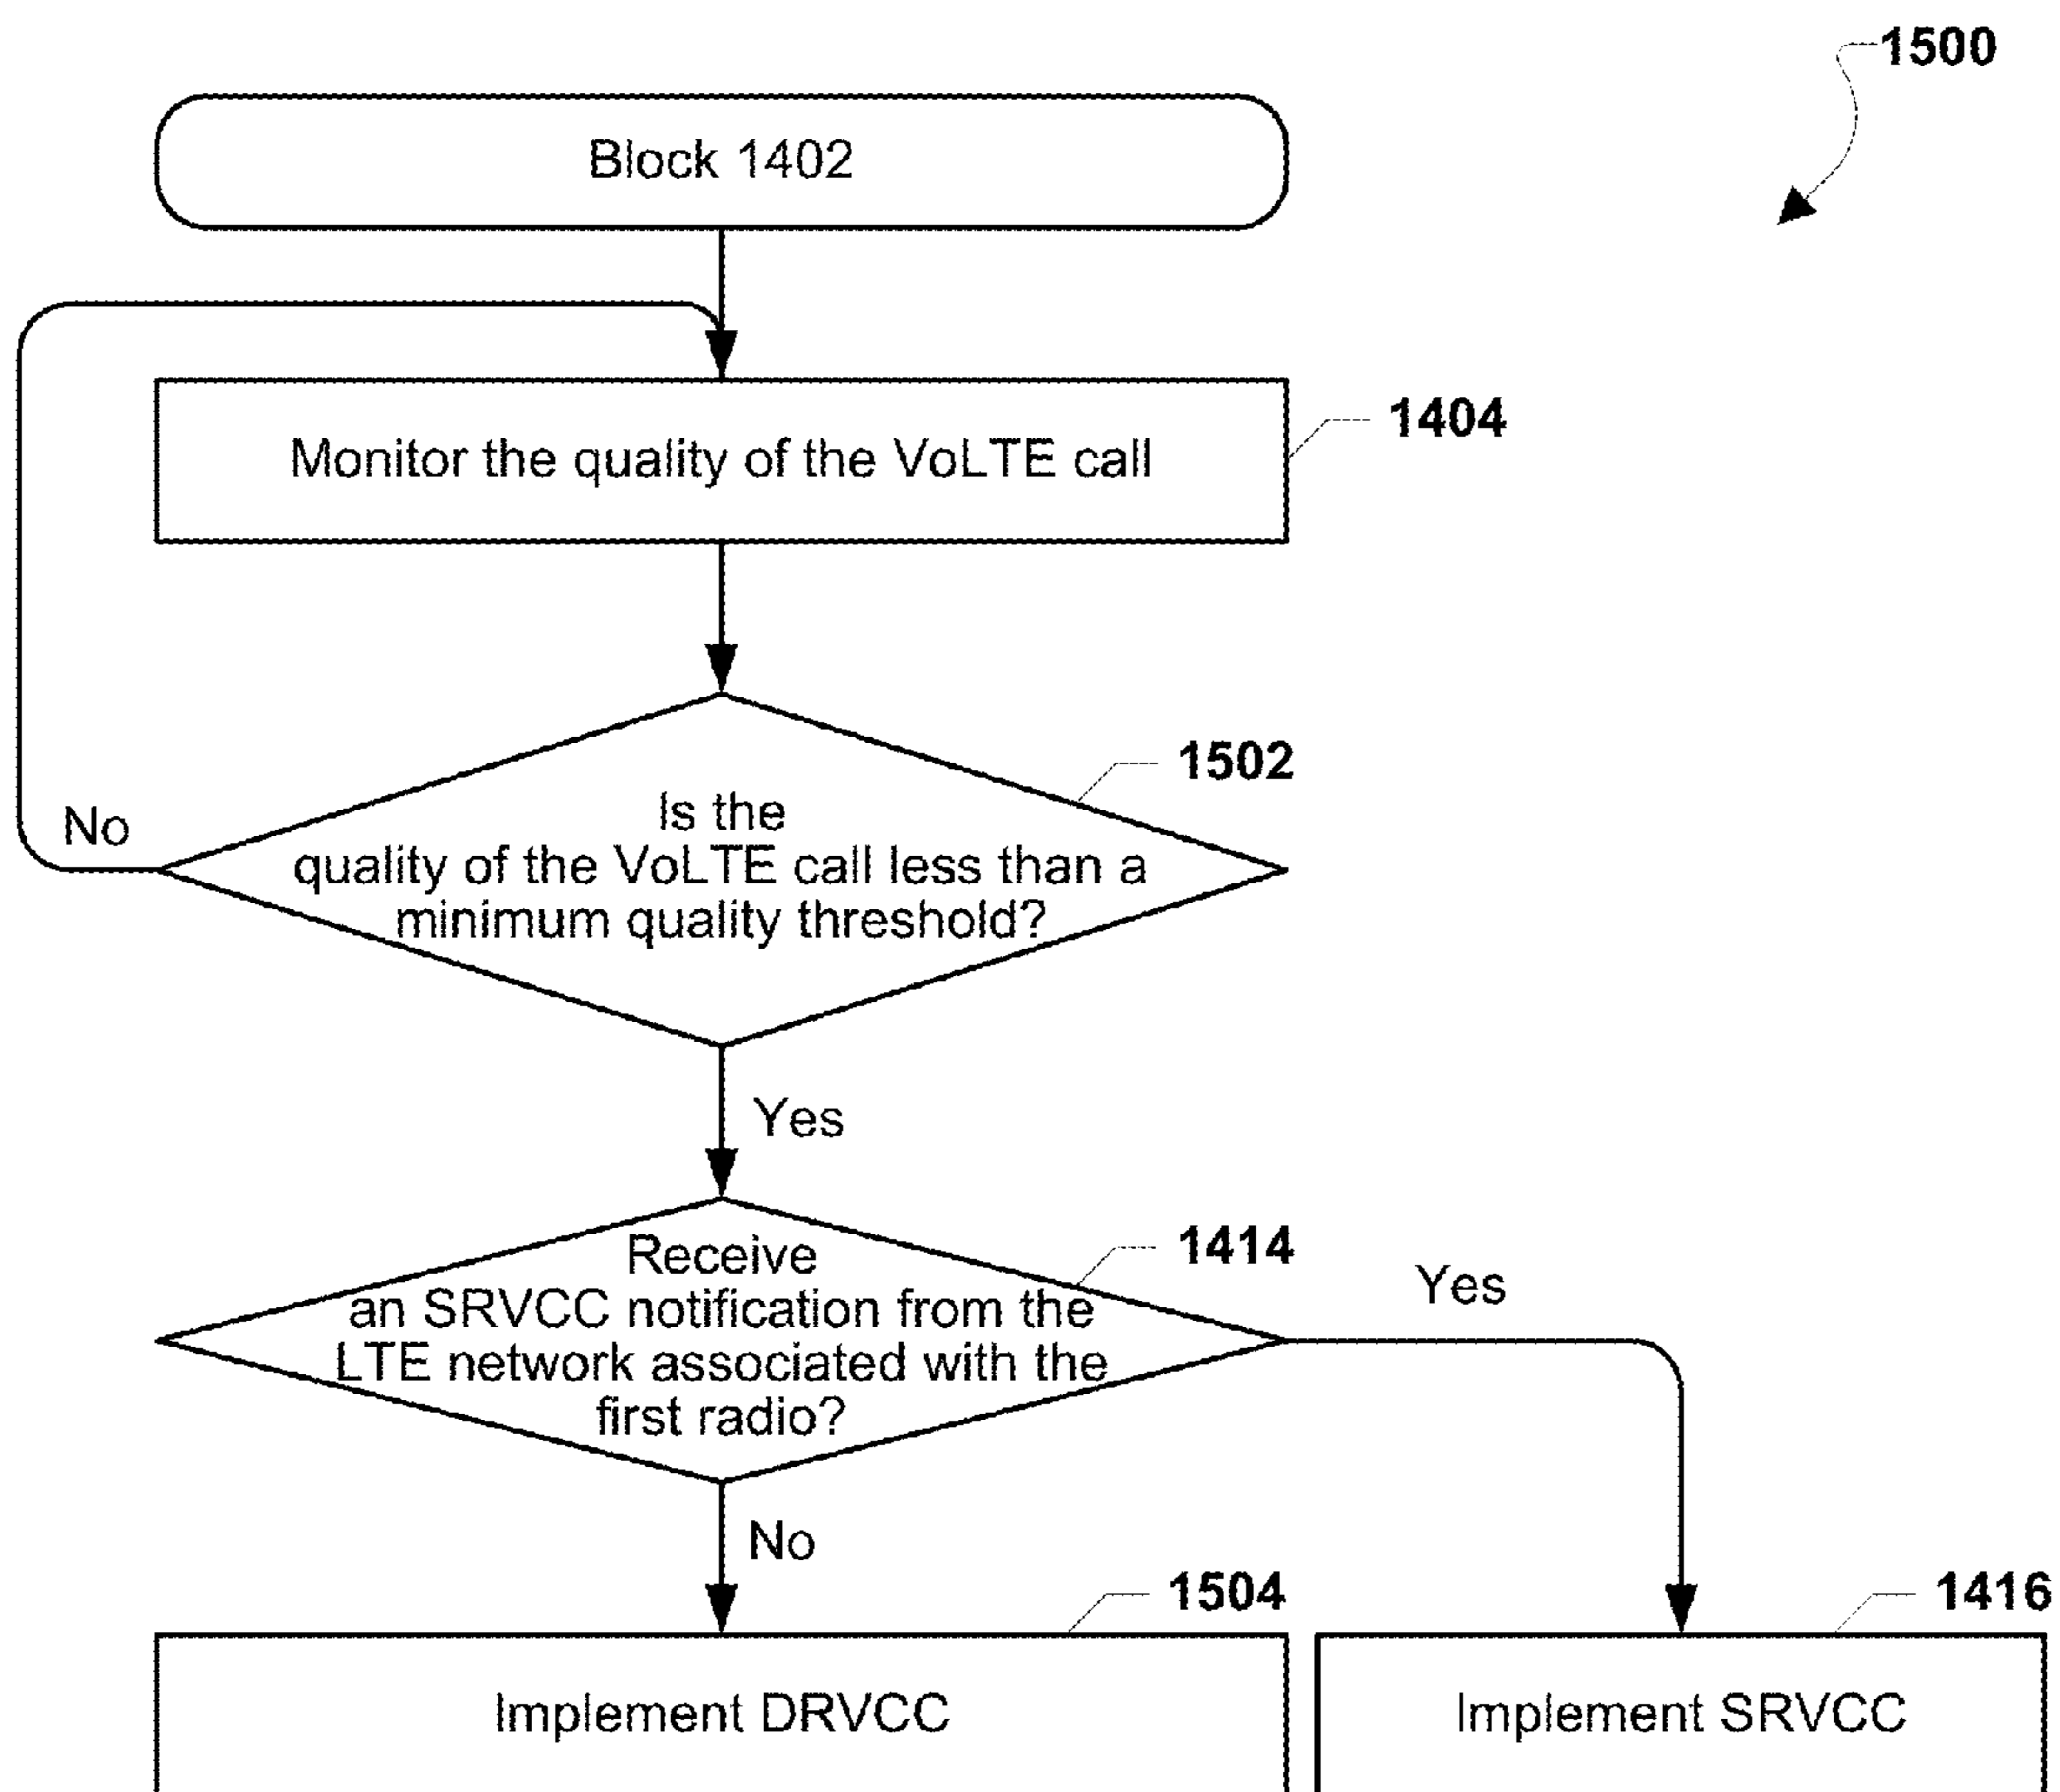 1500
Block 1402
Monitor the quality of the VoLTE call
1404
1502
Is the
quality of the VoLTE call less than a
minimum quality threshold?
No
Yes
Receive
an SRVCC notification from the
LTE network associated with the
first radio?
1414
Yes
No
1504
1416
Implement DRVCC
Implement SRVCC